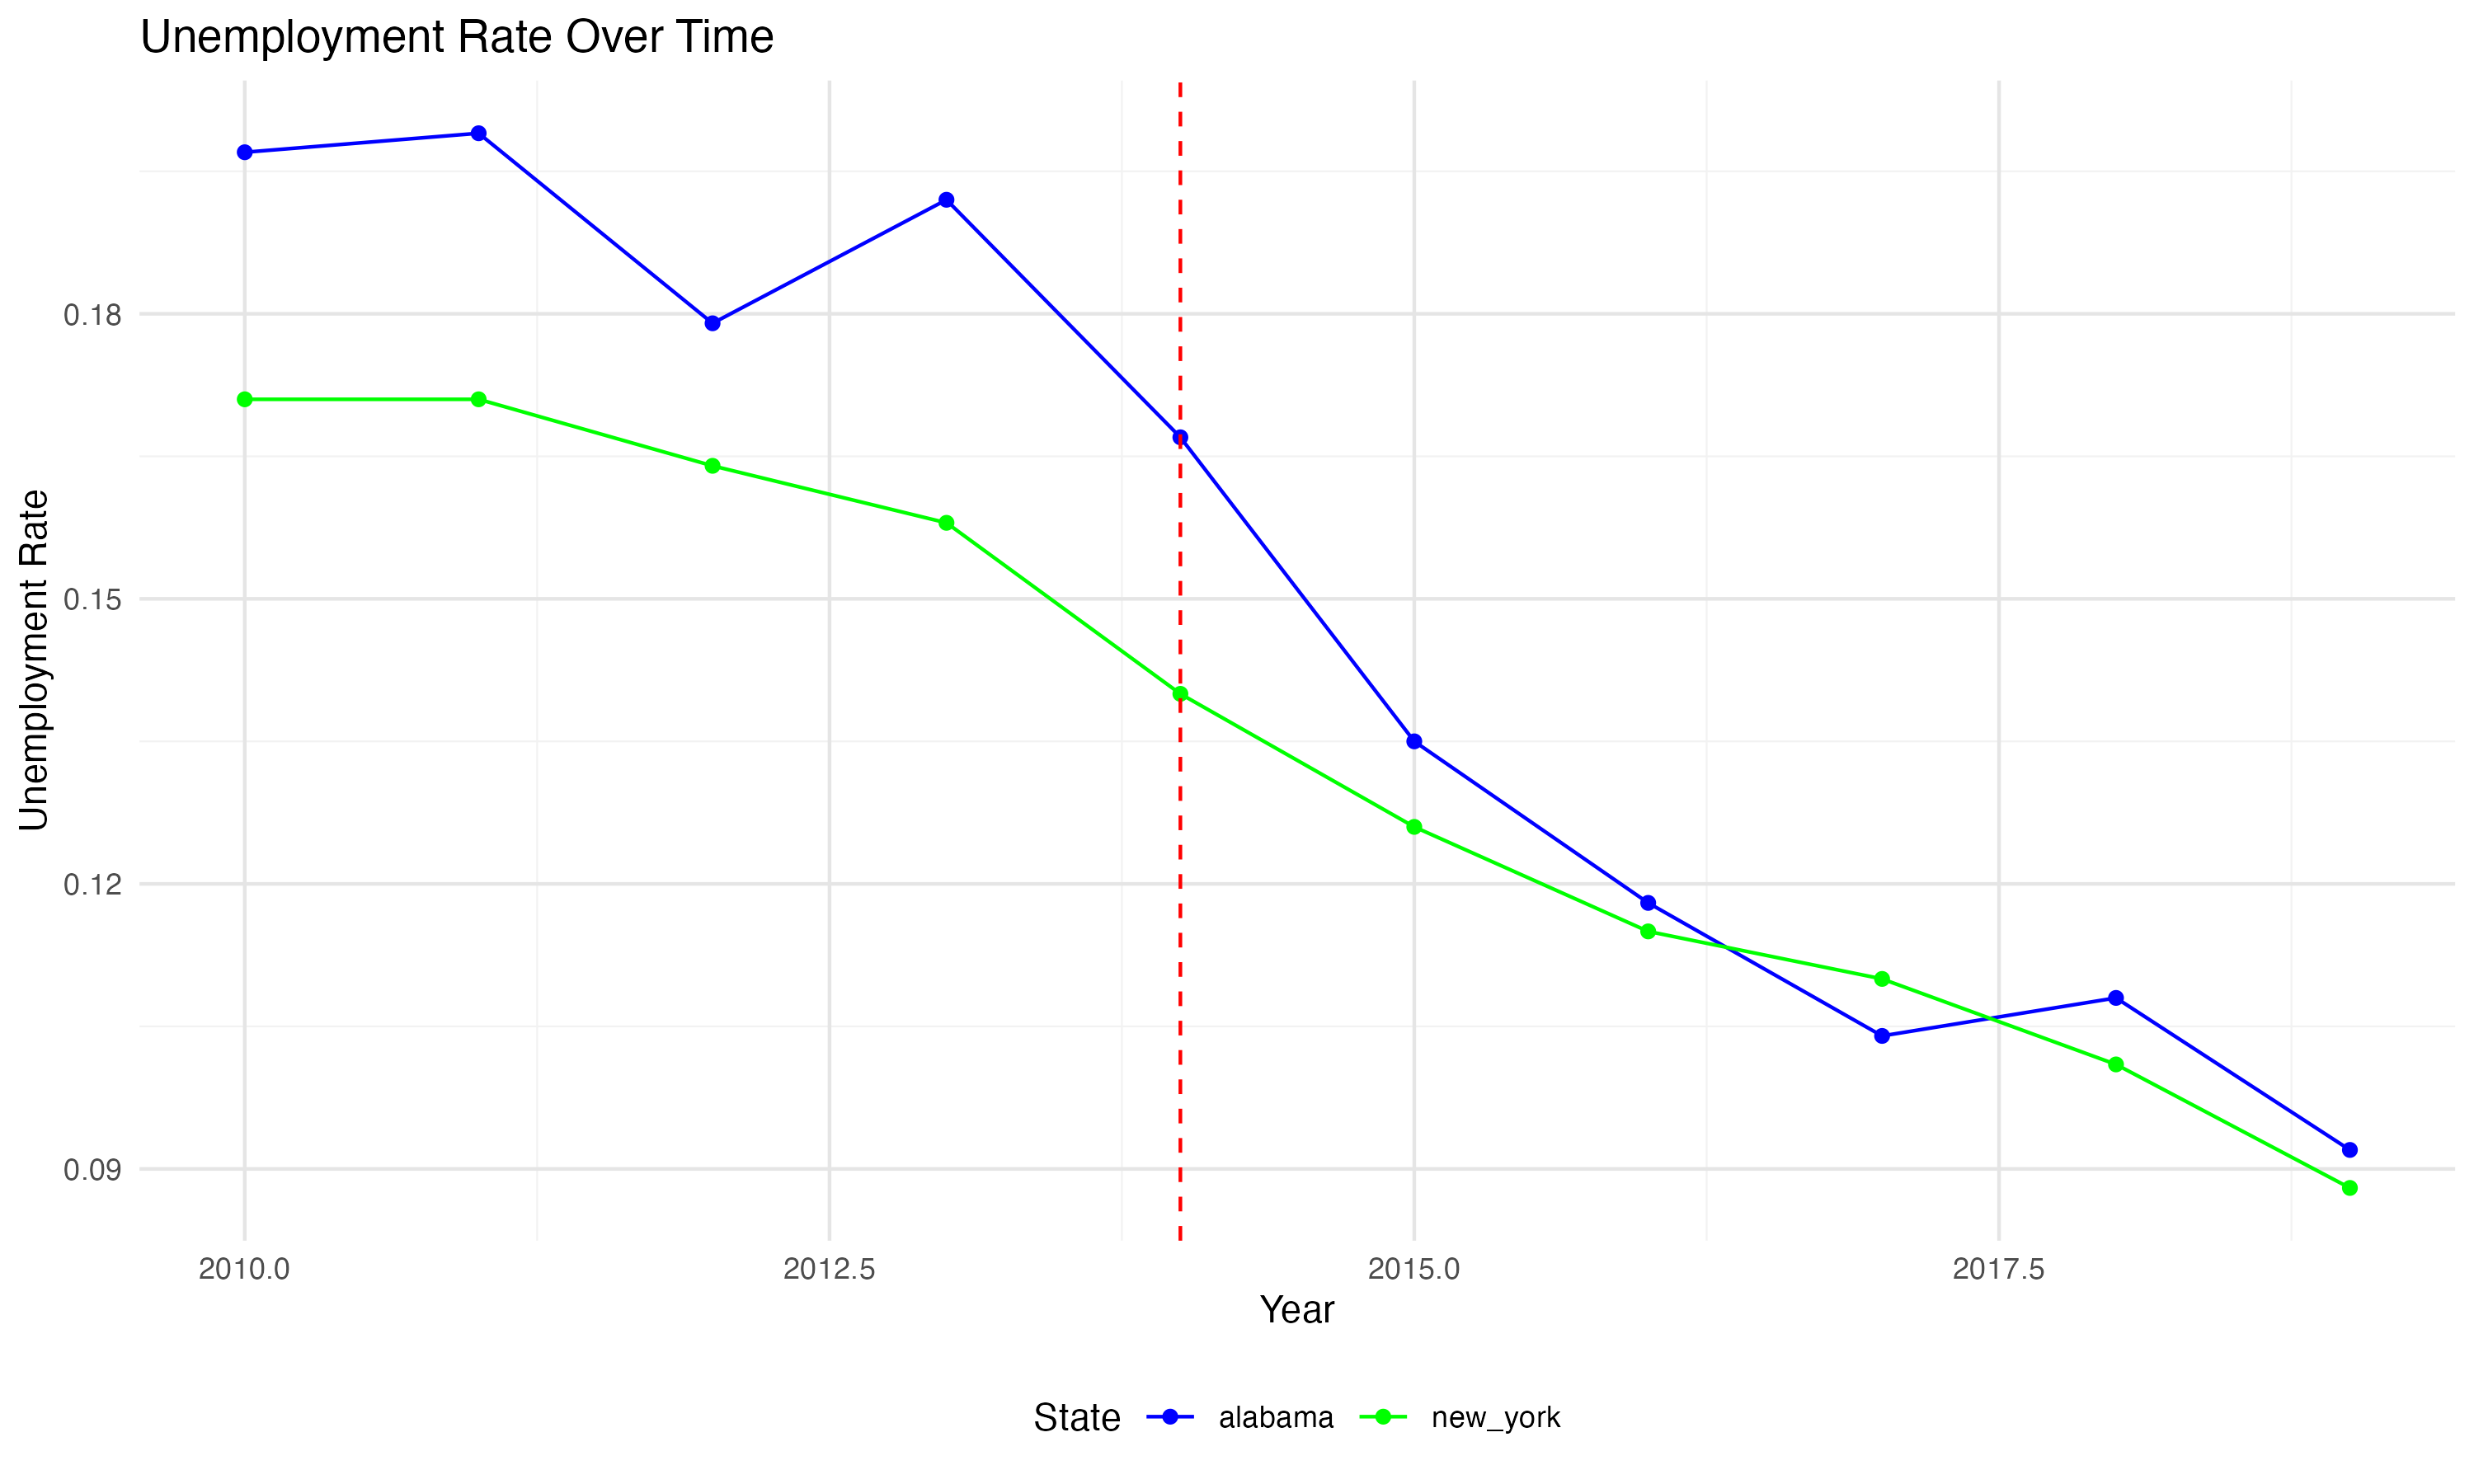 Unemployment Rate Over Time
Unemployment Rate
0.18
0.15
0.12
0.09
2010.0 2012.5 2015.0 2017.5
Year
State alabama new_york